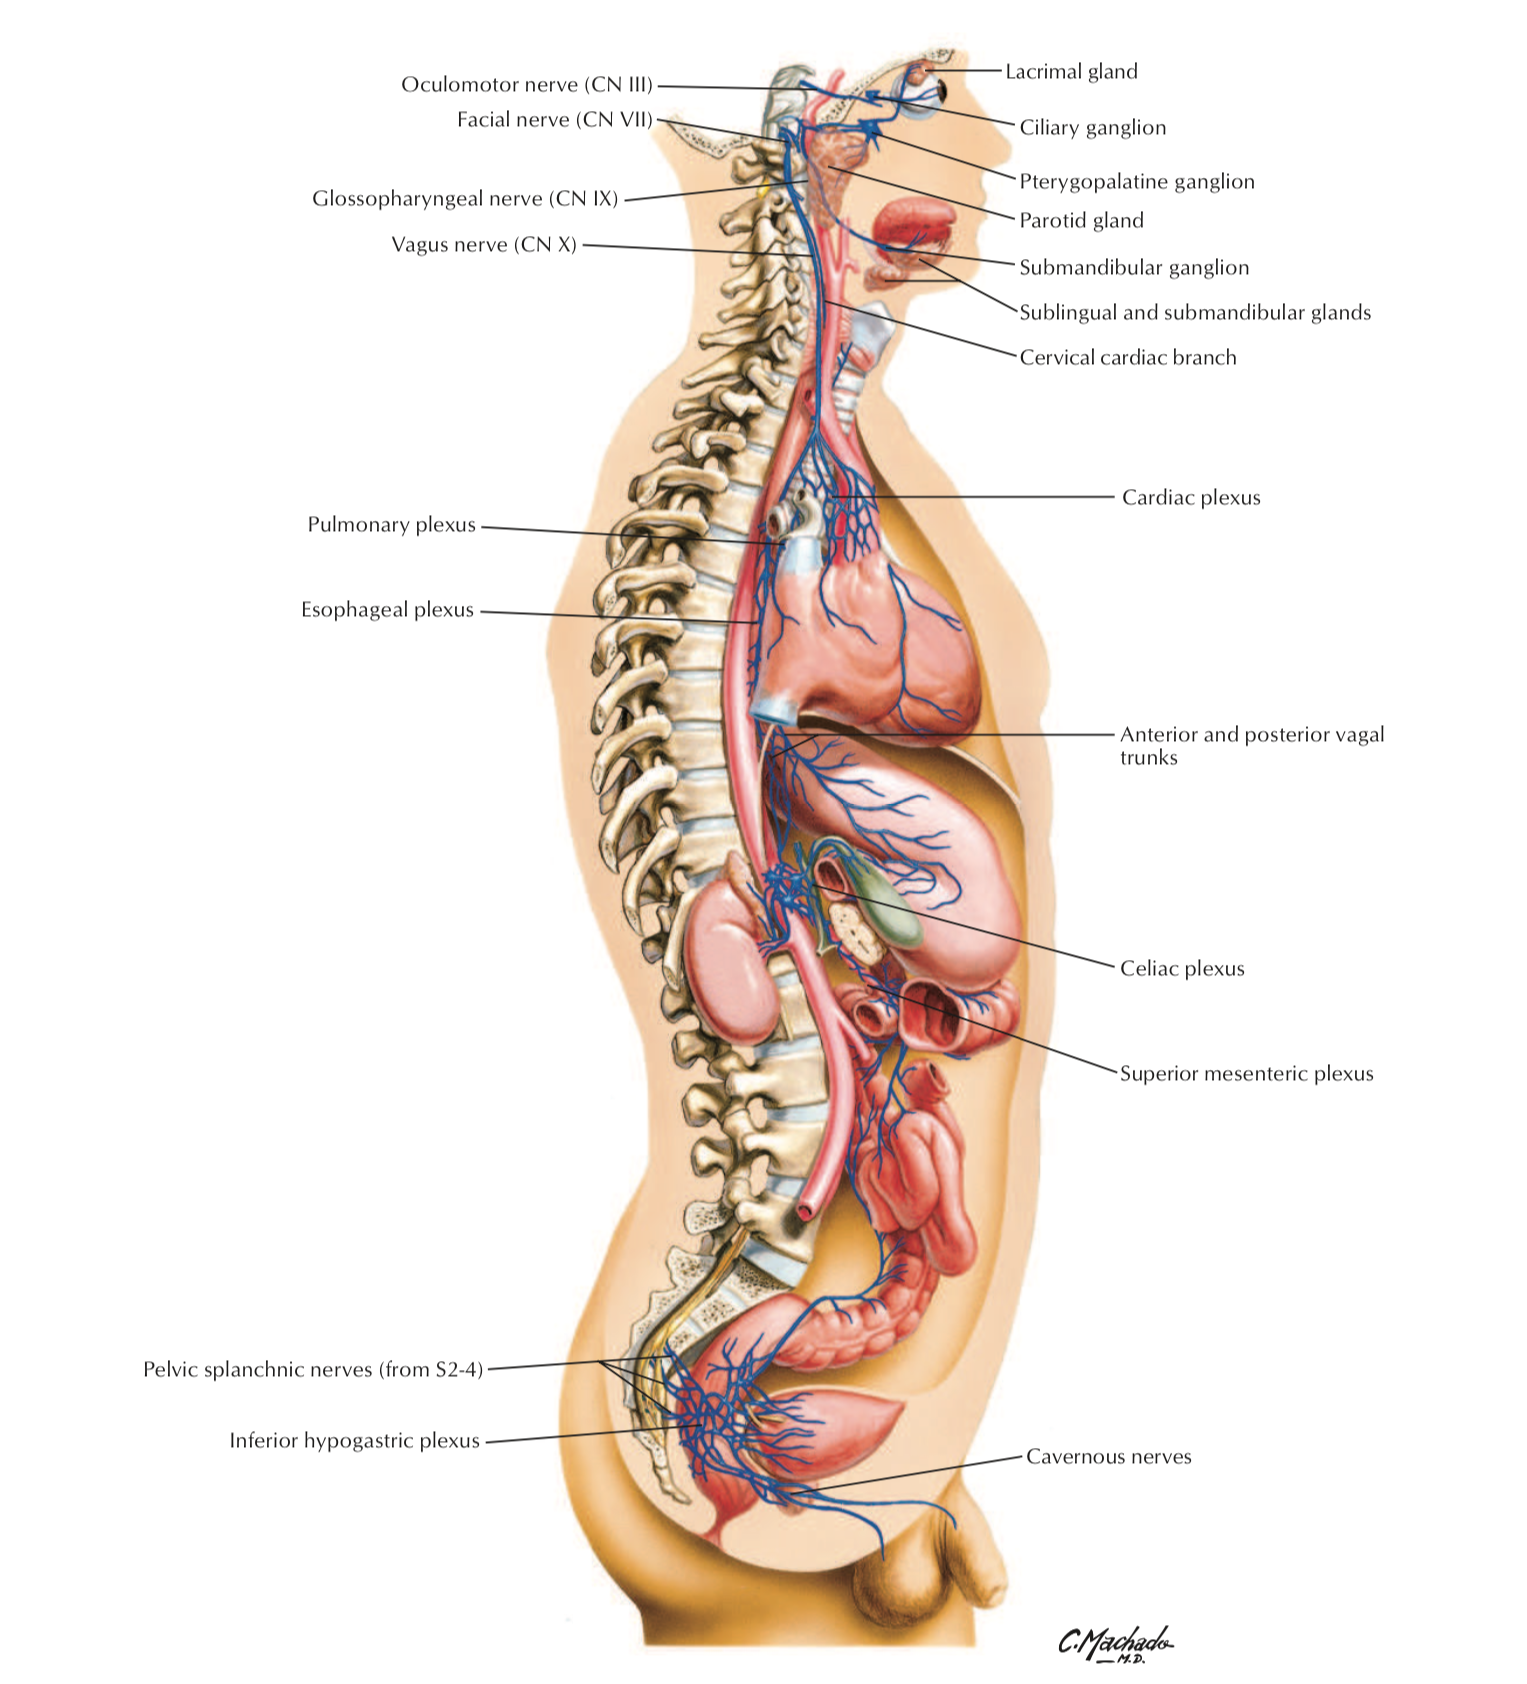 Oculomotor nerve (CN III)
Facial nerve (CN VII)
Glossopharyngeal nerve (CN IX)
Vagus nerve (CN X)
Pulmonary plexus
Esophageal plexus
Pelvic splanchnic nerves (from S2-4)
Inferior hypogastric plexus
Lacrimal gland
Ciliary ganglion
Pterygopalatine ganglion
Parotid gland
Submandibular ganglion
Sublingual and submandibular glands
Cervical cardiac branch
Cardiac plexus
Anterior and posterior vagal
trunks
Celiac plexus
Superior mesenteric plexus
Cavernous nerves
C.Machado
M.D.